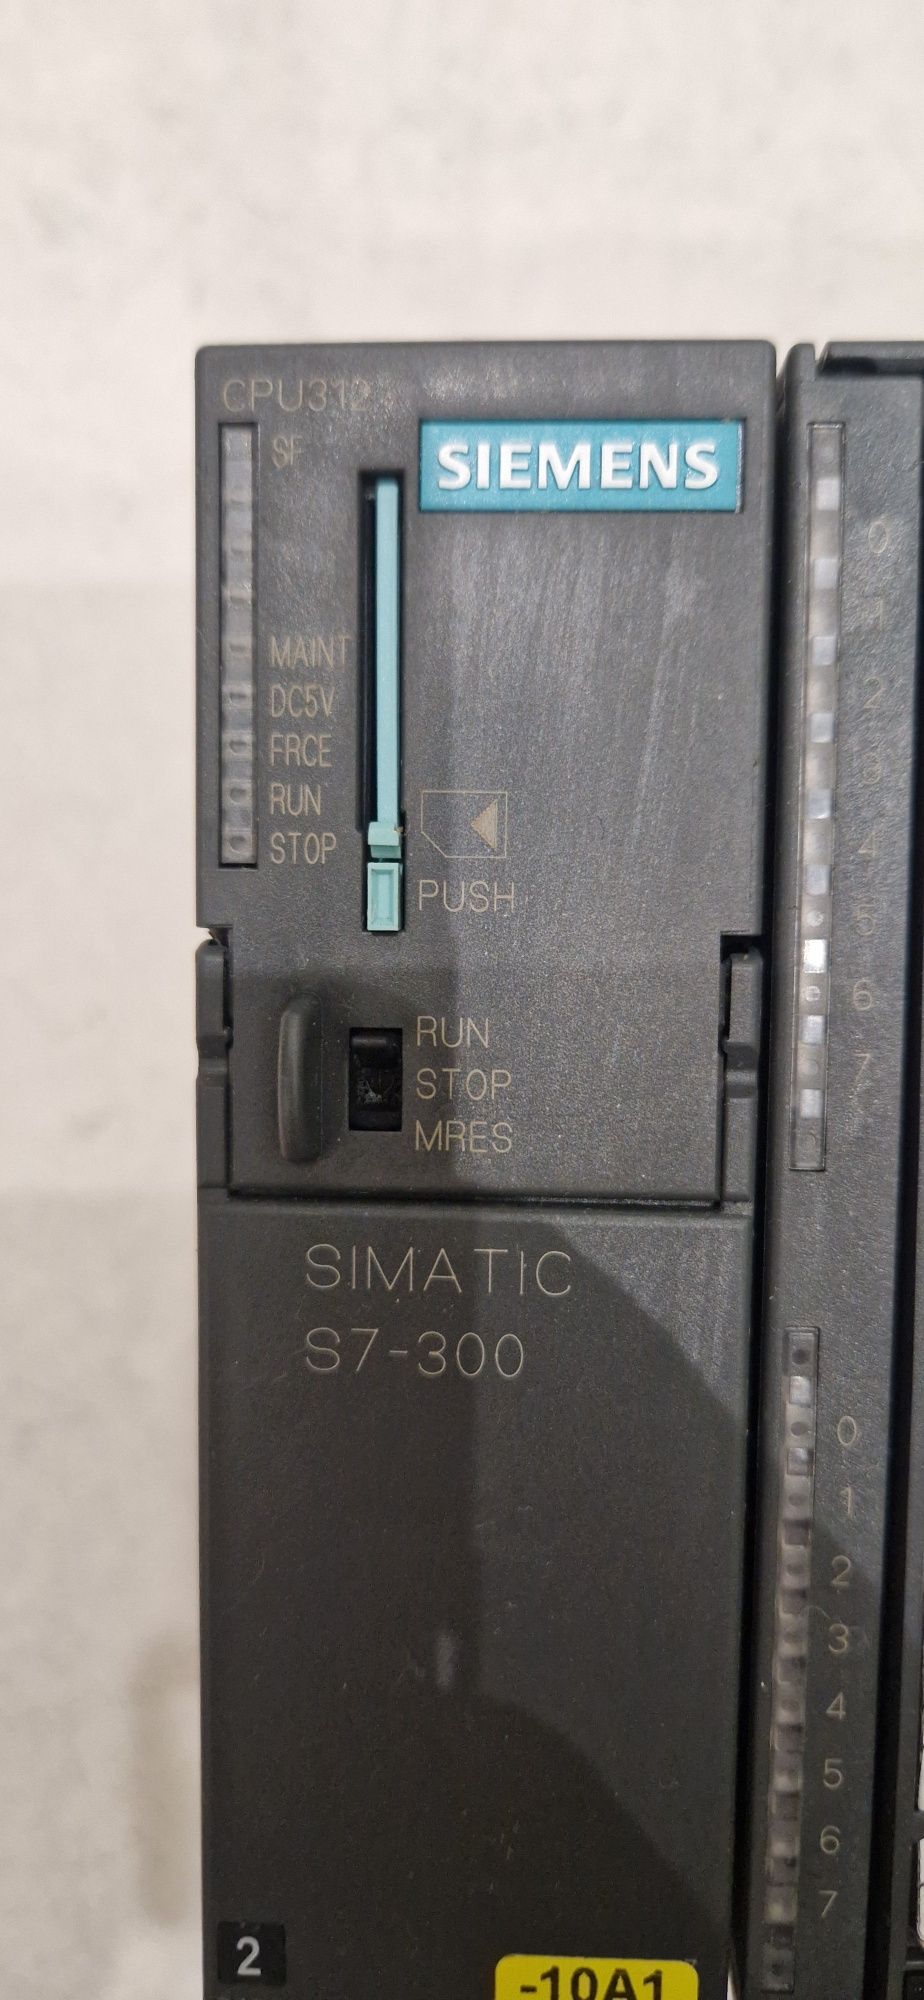 CPU312
SIEMENS
SF
MAINT
DC5V
FRCE
RUN
STOP
PUSH
RUN
STOP
MRES
SIMATIC
S7-300
2
-10A1
0
1
2
3
4
5
6
7
0
1
2
3
4
5
6
7